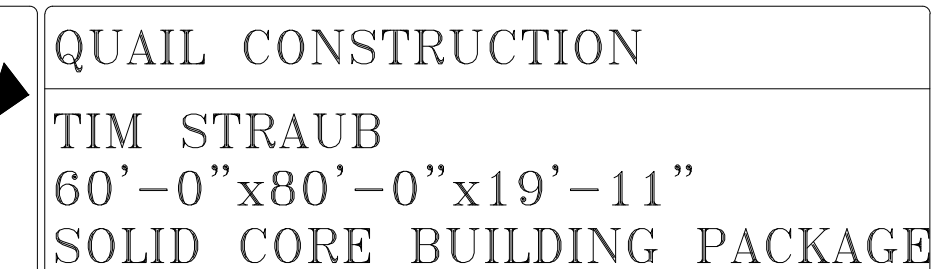 QUAIL CONSTRUCTION
TIM STRAUB
60'-0"x80'-0"x19'-11"
SOLID CORE BUILDING PACKAGE